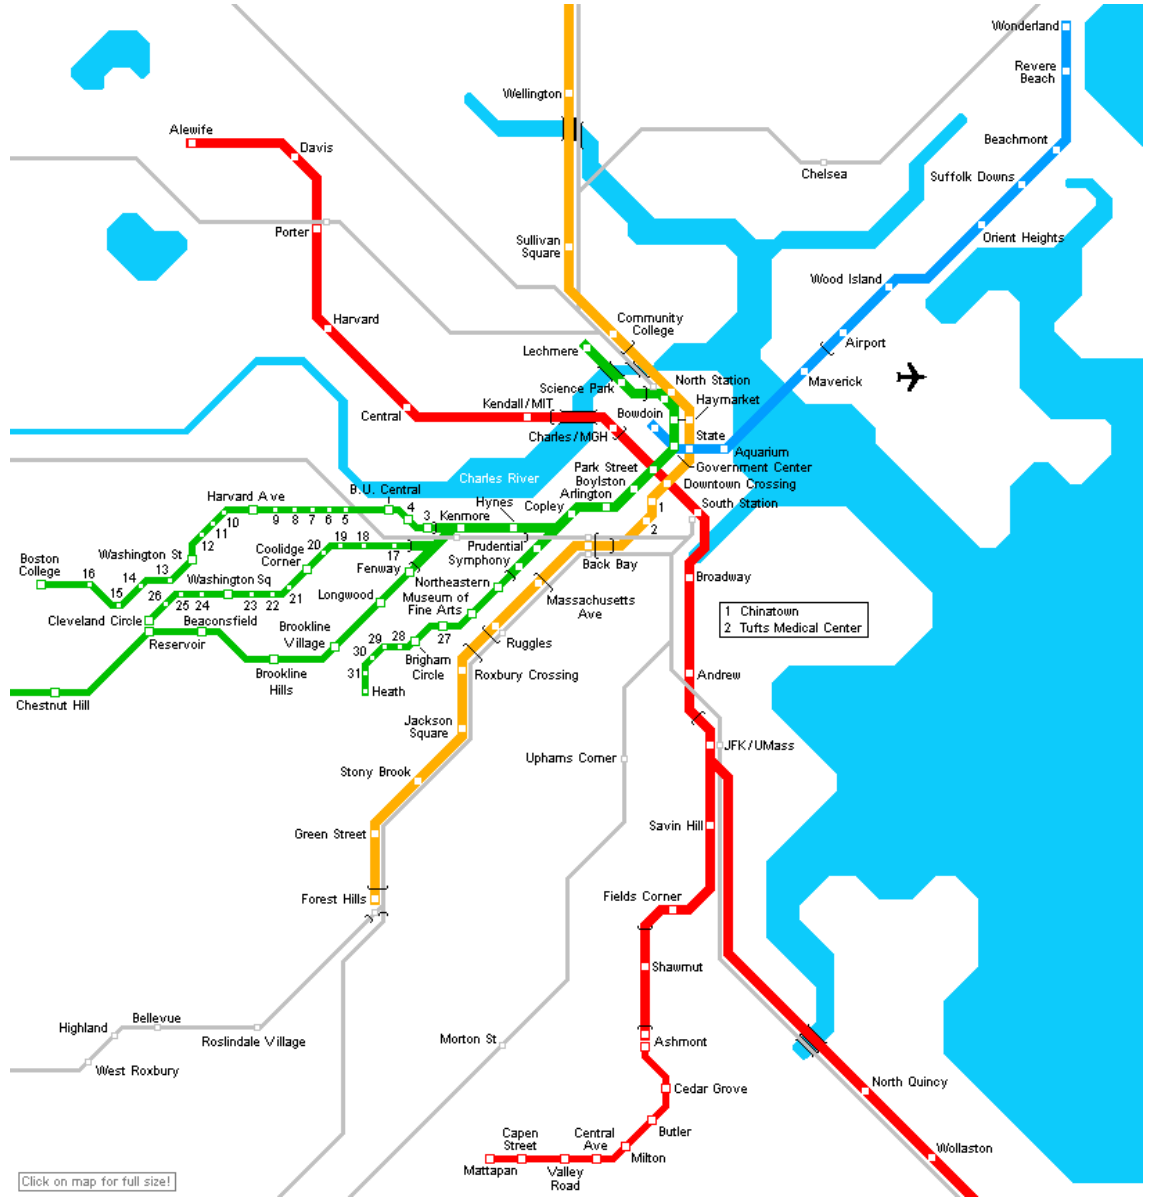 Wonderland
Revere
Beach
Wellington
Alewife
Davis
Beachmont
Chelsea
Suffolk Downs
Porter
Sullivan
Square
Orient Heights
Wood Island
Harvard
Community
College
Lechmere
Airport
Science Park
North Station
Maverick
Central
Kendall/MIT
Bowdoin
Haymarket
Charles/MGH
State
Aquarium
Park Street
Government Center
Charles River
Boylston
Downtown Crossing
B.U. Central
Arlington
Harvard Ave
Hynes
Copley
South Station
10
9
8
7
6
5
4
3
Kenmore
1
2
11
12
Washington St
Coolidge
Corner
20
19
18
17
Prudential
Symphony
Boston
College
16
14
13
Fenway
Back Bay
15
Washington Sq
Northeastern
Broadway
26
25
24
23
22
21
Longwood
Museum of
Fine Arts
Massachusetts
Ave
1 Chinatown
2 Tufts Medical Center
Cleveland Circle
Beaconsfield
Reservoir
Brookline
Village
29
28
27
Ruggles
30
31
Brookline
Hills
Brigham
Circle
Roxbury Crossing
Andrew
Heath
Chestnut Hill
Jackson
Square
JFK/UMass
Uphams Corner
Stony Brook
Green Street
Savin Hill
Forest Hills
Fields Corner
Shawmut
Highland
Bellevue
Roslindale Village
Morton St
Ashmont
West Roxbury
Cedar Grove
North Quincy
Capen
Street
Central
Ave
Butler
Wollaston
Mattapan
Valley
Road
Milton
Click on map for full size!